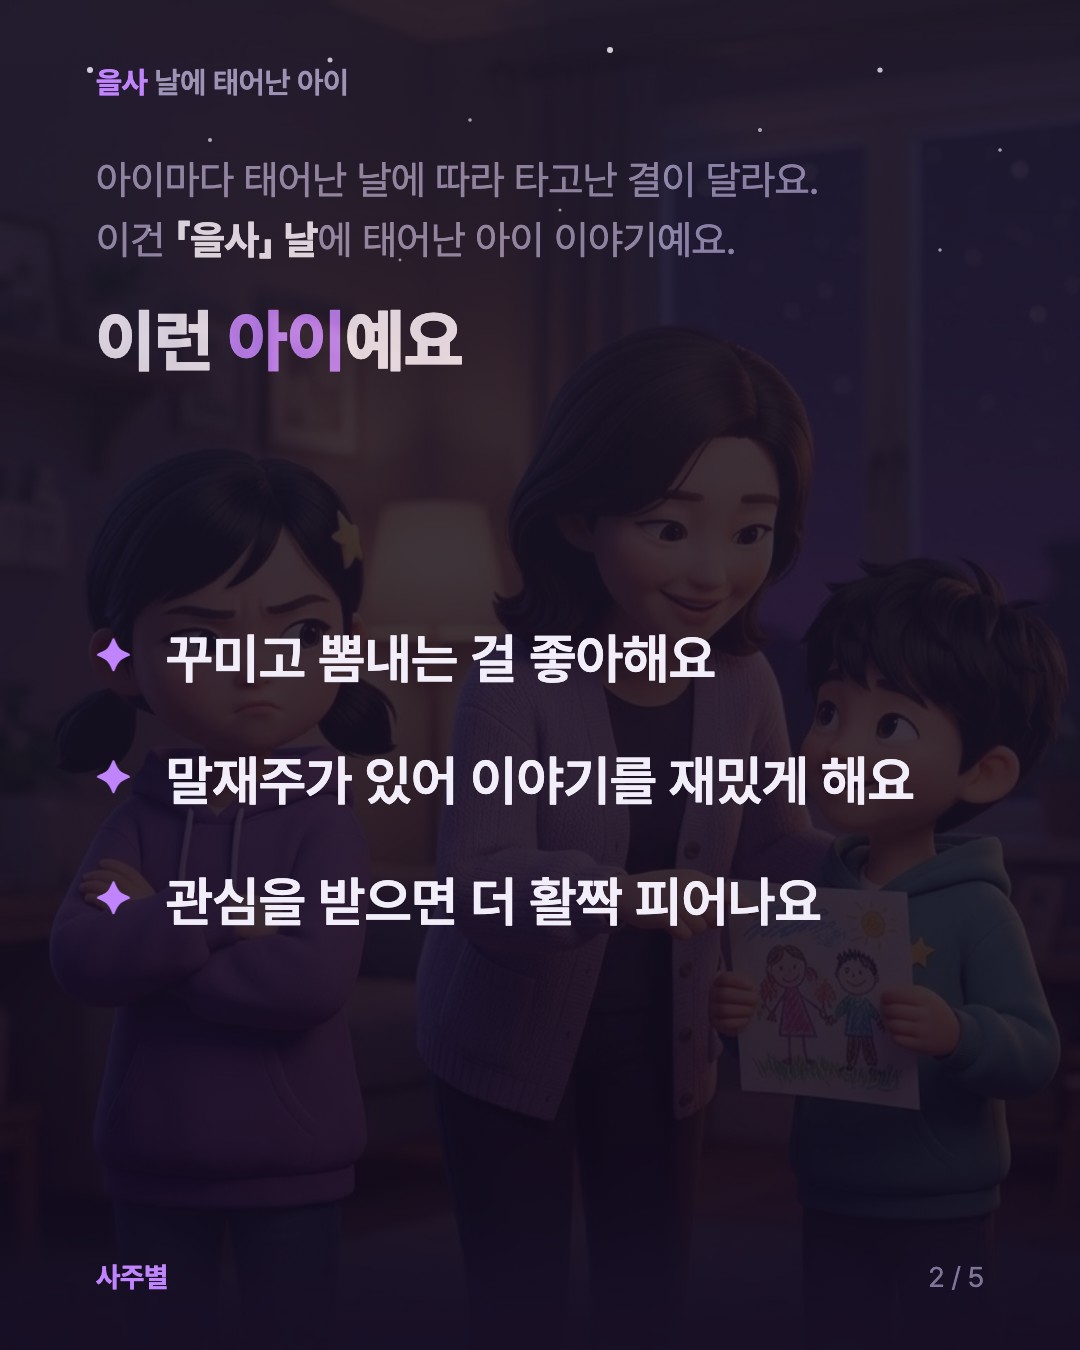 을사 날에 태어난 아이
아이마다 태어난 날에 따라 타고난 결이 달라요.
이건 「을사」 날에 태어난 아이 이야기예요.
이런 아이예요
꾸미고 뽐내는 걸 좋아해요
말재주가 있어 이야기를 재밌게 해요
관심을 받으면 더 활짝 피어나요
사주별
2 / 5